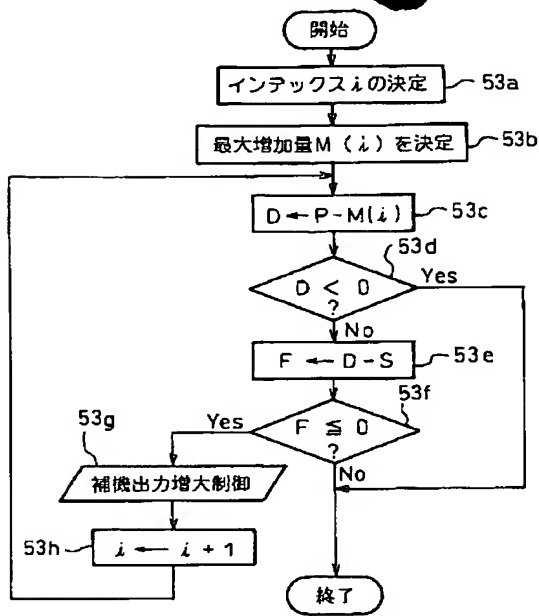 開始
インデックスiの決定
53a
最大増加量M(i)を決定
53b
D←P-M(i)
53c
53d
D < 0
?
Yes
No
F ← D-S
53e
53f
F ≦ 0
?
Yes
No
53g
補機出力増大制御
53h
i ← i + 1
終了